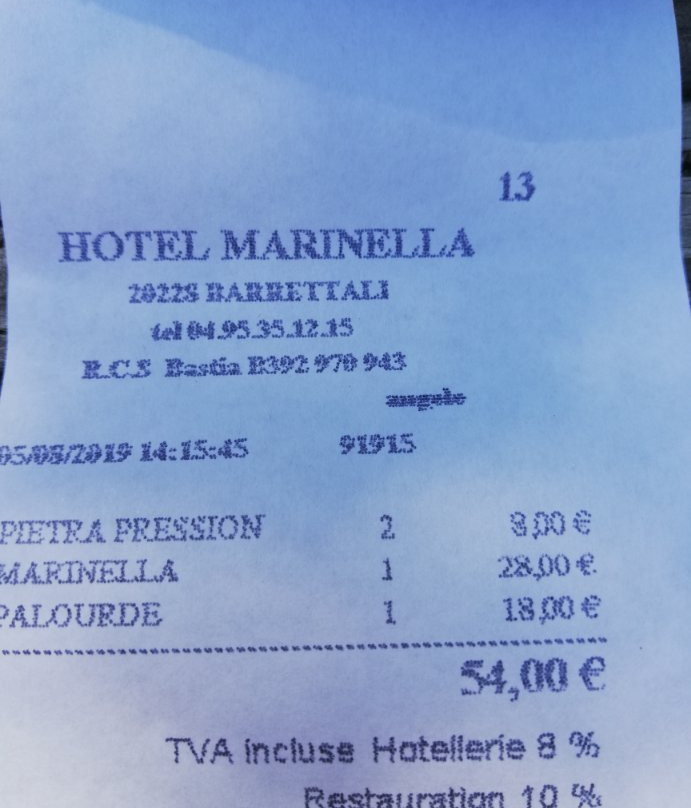 13
HOTEL MARINELLA
20228 BARRETTALI
tel 04.95.35.12.15
R.C.S Bastia B392 970 943
angele
05/08/2019 14:15:45 91915
PIETRA PRESSION 2 8,00 €
MARINELLA 1 28,00 €
PALOURDE 1 18,00 €
54,00 €
TVA incluse Hotellerie 8 %
Restauration 10 %